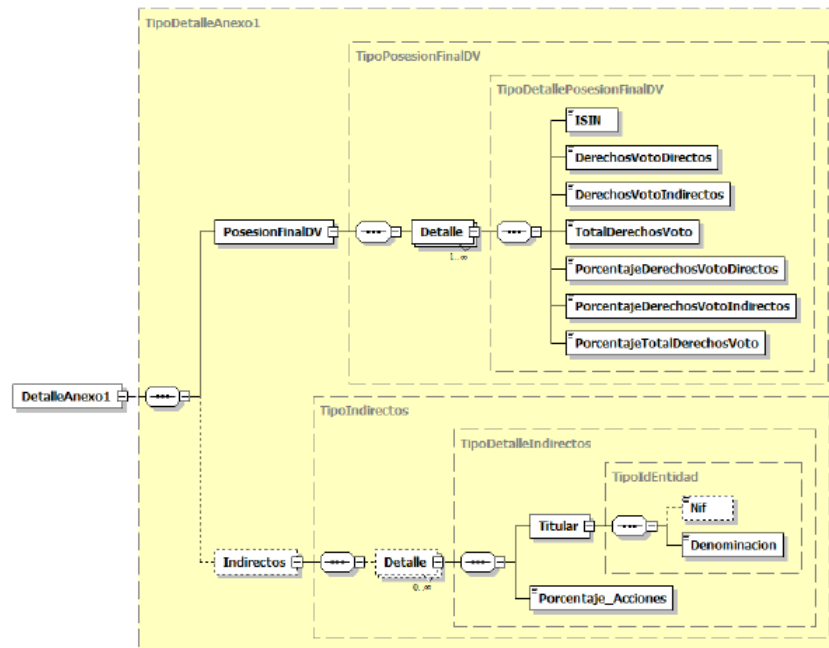 TipoDetalleAnexo1
TipoPosesionFinalDV
TipoDetallePosesionFinalDV
ISIN
DerechosVotoDirectos
DerechosVotoIndirectos
PosesionFinalDV
Detalle
TotalDerechosVoto
1..∞
PorcentajeDerechosVotoDirectos
PorcentajeDerechosVotoIndirectos
PorcentajeTotalDerechosVoto
DetalleAnexo1
TipoIndirectos
TipoDetalleIndirectos
TipoIdEntidad
Nif
Titular
Denominacion
Indirectos
Detalle
0..∞
Porcentaje_Acciones